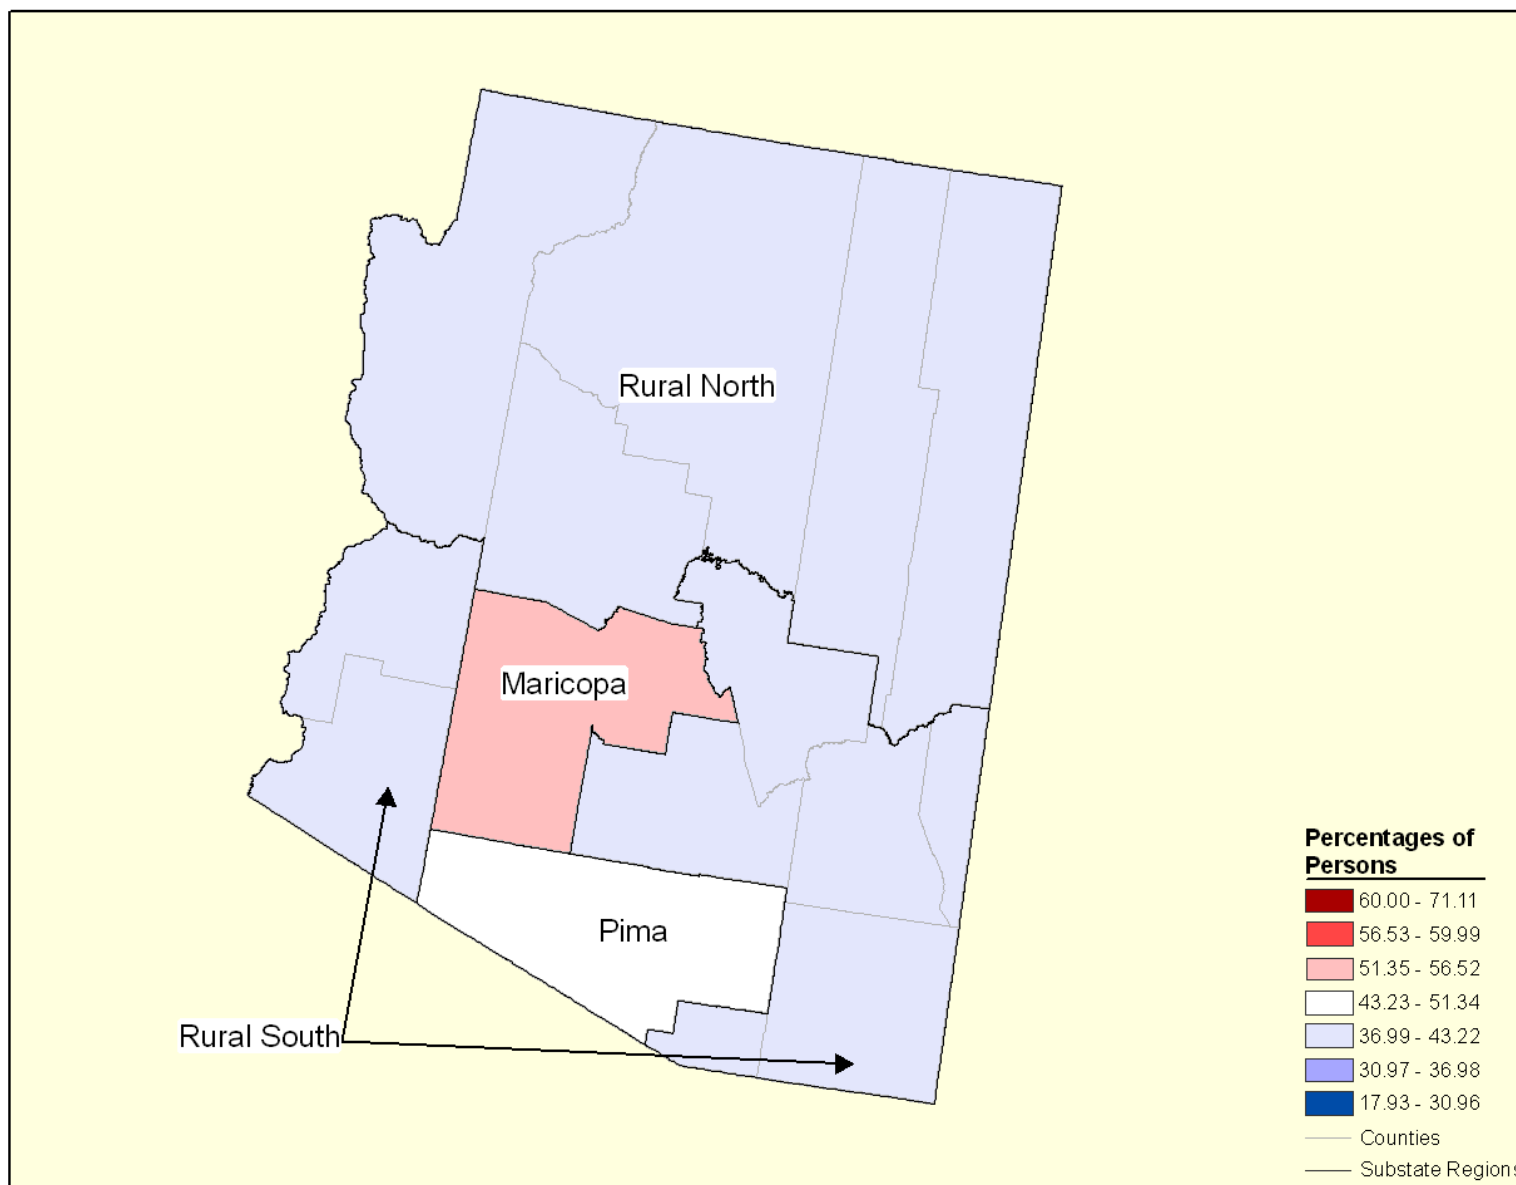 Rural North
Maricopa
Pima
Rural South
Percentages of
Persons
60.00 - 71.11
56.53 - 59.99
51.35 - 56.52
43.23 - 51.34
36.99 - 43.22
30.97 - 36.98
17.93 - 30.96
Counties
Substate Regions